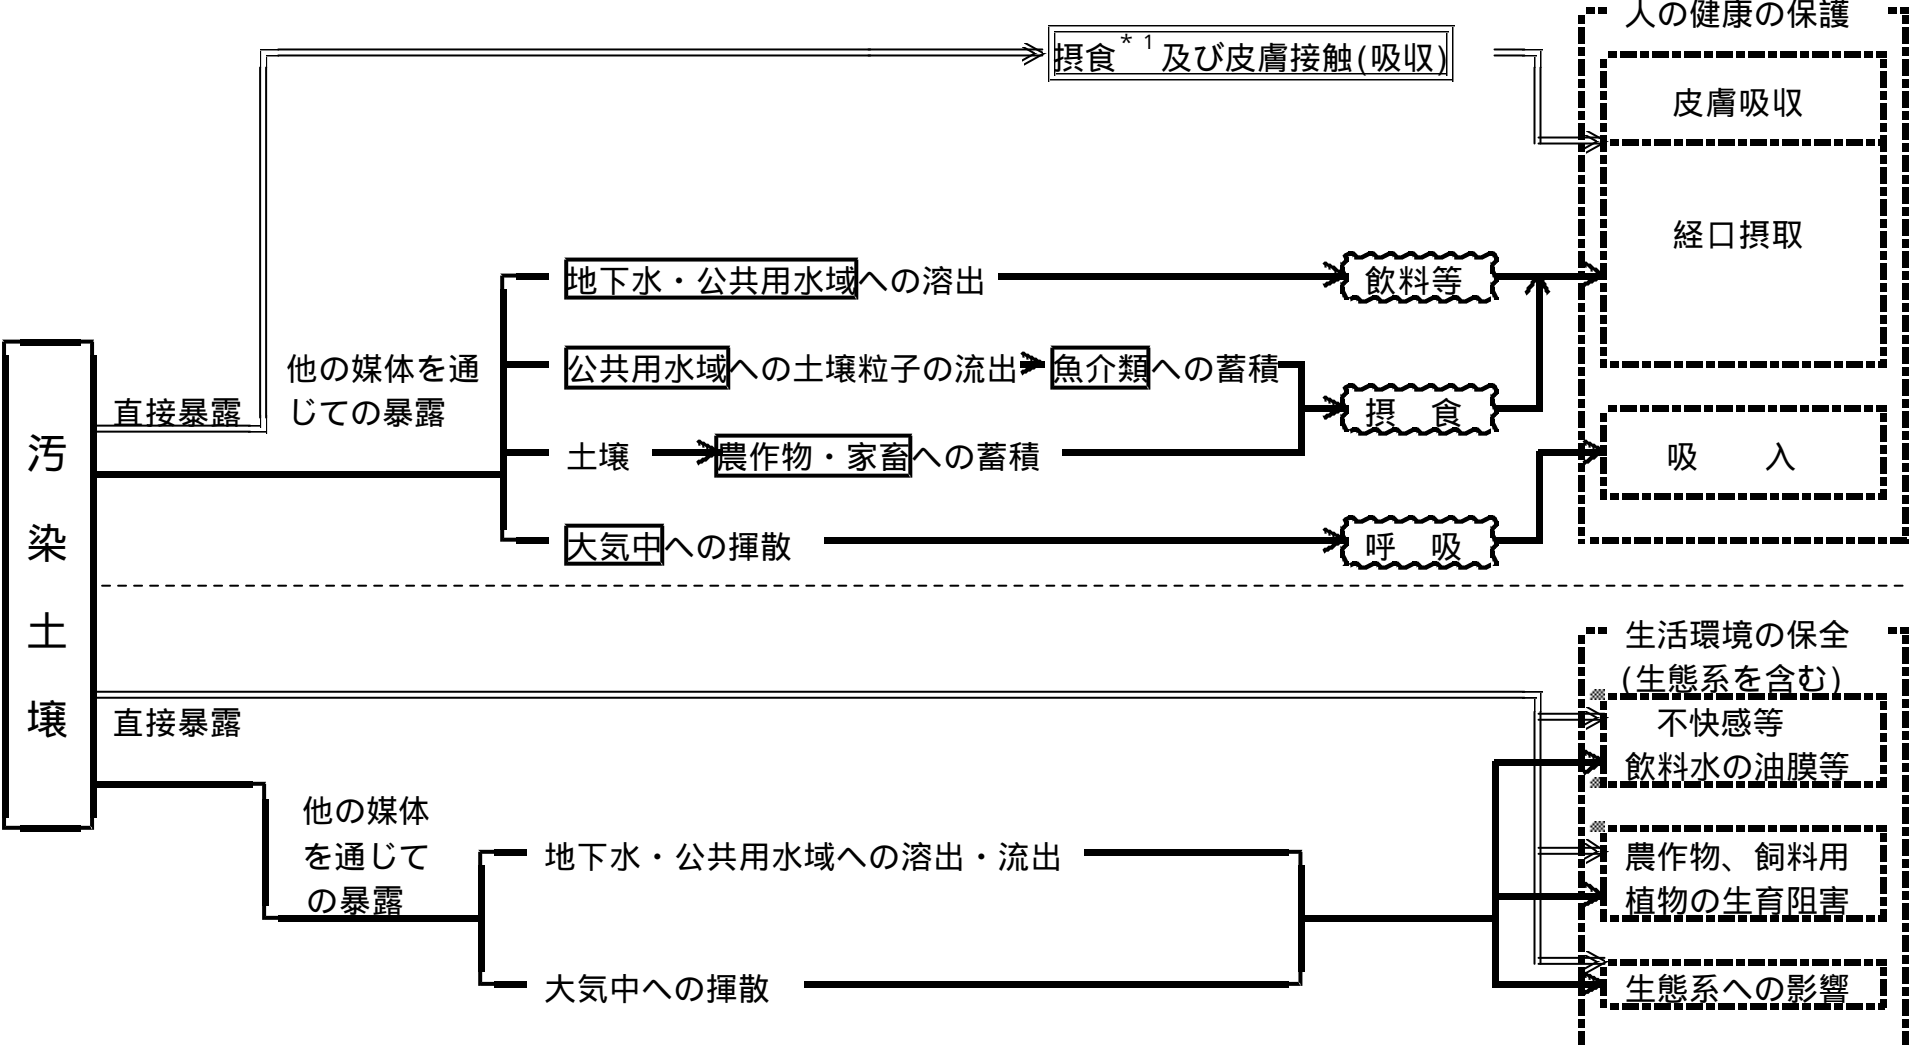 人の健康の保護
摂食*1及び皮膚接触(吸収)
皮膚吸収
経口摂取
地下水・公共用水域への溶出
飲料等
他の媒体を通
じての暴露
公共用水域への土壌粒子の流出
魚介類への蓄積
直接暴露
摂 食
土壌
農作物・家畜への蓄積
吸 入
大気中への揮散
呼 吸
汚
染
土
壌
生活環境の保全
(生態系を含む)
直接暴露
不快感等
飲料水の油膜等
他の媒体
を通じて
の暴露
地下水・公共用水域への溶出・流出
農作物、飼料用
植物の生育阻害
大気中への揮散
生態系への影響